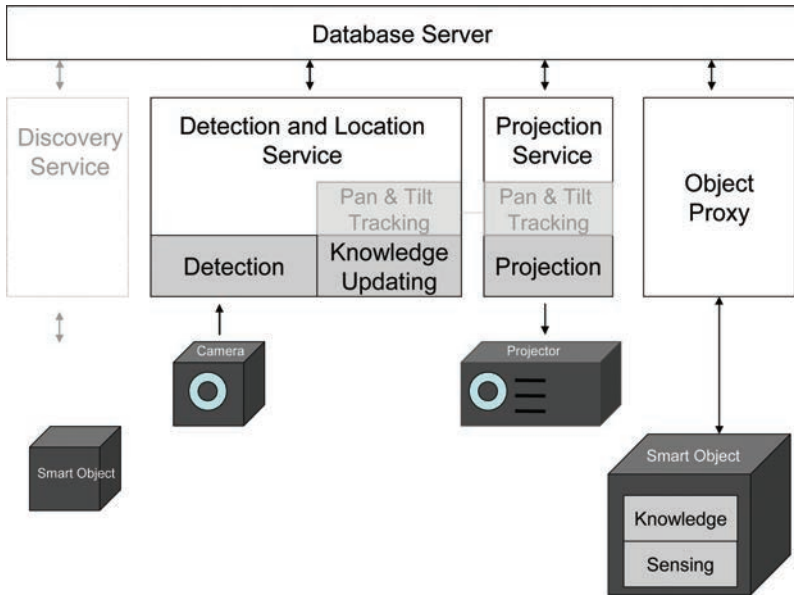 Database Server
Discovery
Service
Detection and Location
Service
Pan & Tilt
Tracking
Detection
Knowledge
Updating
Projection
Service
Pan & Tilt
Tracking
Projection
Object
Proxy
Camera
Projector
Smart Object
Smart Object
Knowledge
Sensing